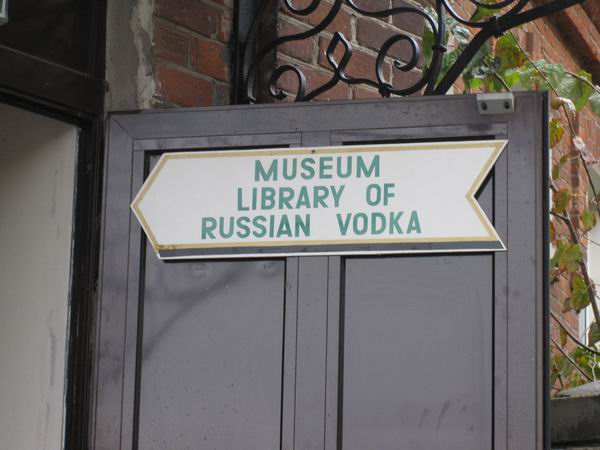 MUSEUM
LIBRARY OF
RUSSIAN VODKA